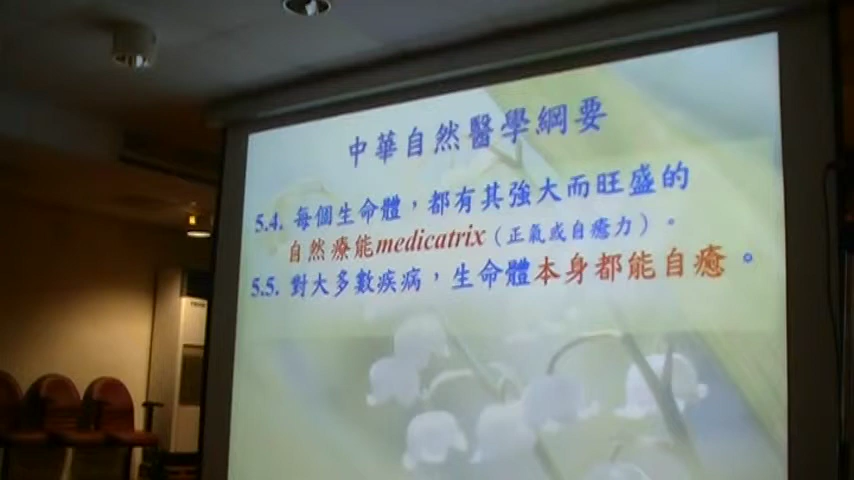 中華自然醫學綱要
5.4. 每個生命體，都有其強大而旺盛的
自然療能medicatrix（正氣或自癒力）。
5.5. 對大多數疾病，生命體本身都能自癒。